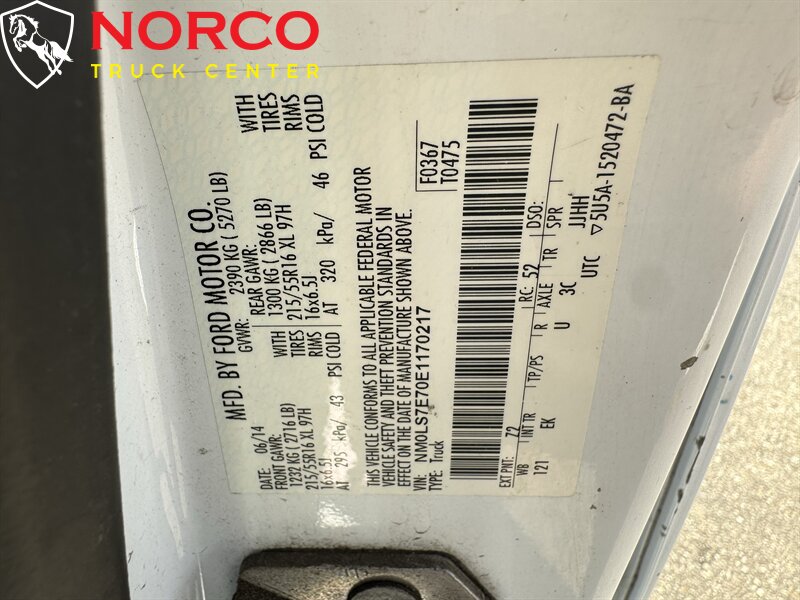 NORCO
TRUCK CENTER
MFD. BY FORD MOTOR CO.
DATE: 06/14
GVWR: 2390 KG ( 5270 LB)
FRONT GAWR:
1232 KG ( 2716 LB)
215/55R16 XL 97H
16x6.5J
AT 295 kPa/ 43 PSI COLD
WITH
TIRES
RIMS
REAR GAWR:
1300 KG ( 2866 LB)
215/55R16 XL 97H
16x6.5J
AT 320 kPa/ 46 PSI COLD
WITH
TIRES
RIMS
THIS VEHICLE CONFORMS TO ALL APPLICABLE FEDERAL MOTOR
VEHICLE SAFETY AND THEFT PREVENTION STANDARDS IN
EFFECT ON THE DATE OF MANUFACTURE SHOWN ABOVE.
VIN: NM0LS7E70E1170217
TYPE: Truck
F0367
T0475
EXT PNT: 7Z RC: 52 DSO:
WB INT TR TP/PS R AXLE TR SPR
121 EK U 3C JJHH
UTC ▽5U5A-1520472-BA